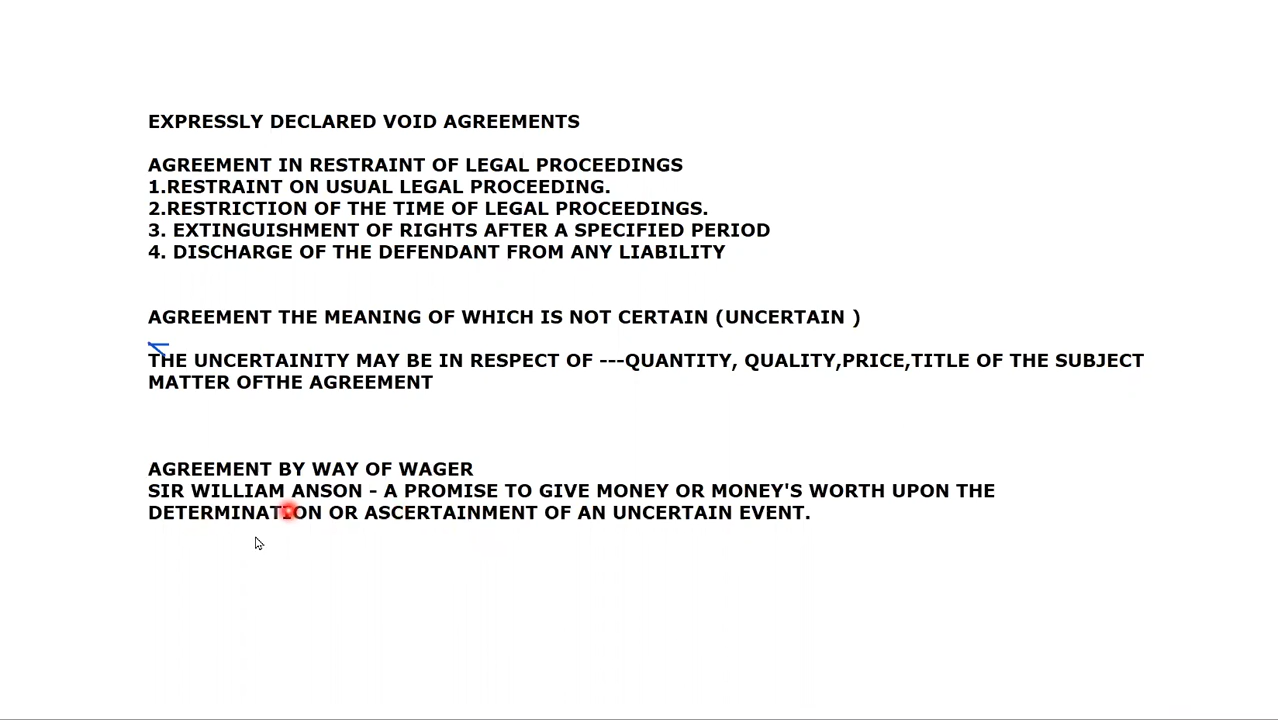 EXPRESSLY DECLARED VOID AGREEMENTS
AGREEMENT IN RESTRAINT OF LEGAL PROCEEDINGS
1.RESTRAINT ON USUAL LEGAL PROCEEDING.
2.RESTRICTION OF THE TIME OF LEGAL PROCEEDINGS.
3. EXTINGUISHMENT OF RIGHTS AFTER A SPECIFIED PERIOD
4. DISCHARGE OF THE DEFENDANT FROM ANY LIABILITY
AGREEMENT THE MEANING OF WHICH IS NOT CERTAIN (UNCERTAIN )
THE UNCERTAINITY MAY BE IN RESPECT OF ---QUANTITY, QUALITY,PRICE,TITLE OF THE SUBJECT
MATTER OFTHE AGREEMENT
AGREEMENT BY WAY OF WAGER
SIR WILLIAM ANSON - A PROMISE TO GIVE MONEY OR MONEY'S WORTH UPON THE
DETERMINATION OR ASCERTAINMENT OF AN UNCERTAIN EVENT.